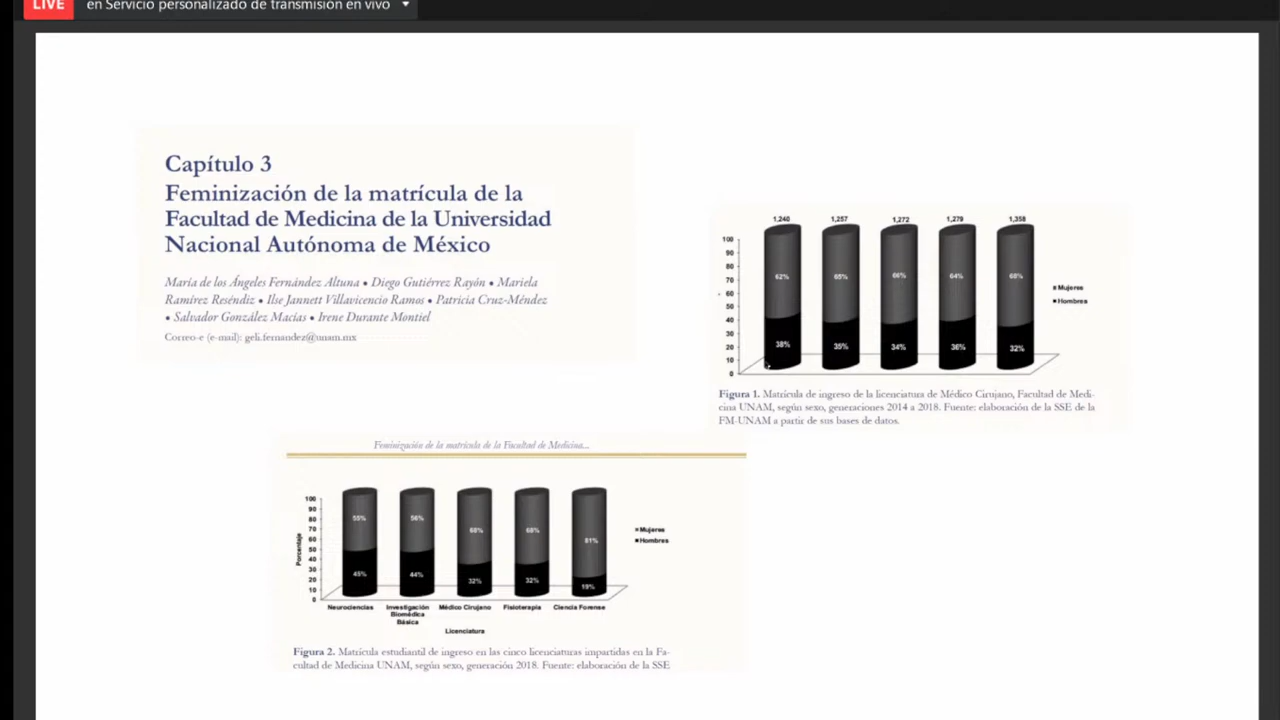 LIVE
en Servicio personalizado de transmisión en vivo
Capítulo 3
Feminización de la matrícula de la
Facultad de Medicina de la Universidad
Nacional Autónoma de México
María de los Ángeles Fernández Altuna • Diego Gutiérrez Rayón • Mariela
Ramírez Reséndiz • Ilse Jannett Villavicencio Ramos • Patricia Cruz-Méndez
• Salvador González Macías • Irene Durante Montiel
Correo-e (e-mail): geli.fernandez@unam.mx
1,240 1,257 1,272 1,279 1,358
100
90
80
70
60
50
40
30
20
10
0
62% 65% 66% 64% 68%
38% 35% 34% 36% 32%
Mujeres
Hombres
Figura 1. Matrícula de ingreso de la licenciatura de Médico Cirujano, Facultad de Medi-
cina UNAM, según sexo, generaciones 2014 a 2018. Fuente: elaboración de la SSE de la
FM-UNAM a partir de sus bases de datos.
Feminización de la matrícula de la Facultad de Medicina...
Porcentaje
100
90
80
70
60
50
40
30
20
10
0
55% 56% 68% 68% 81%
45% 44% 32% 32% 19%
Mujeres
Hombres
Neurociencias Investigación Médico Cirujano Fisioterapia Ciencia Forense
Biomédica
Básica
Licenciatura
Figura 2. Matrícula estudiantil de ingreso en las cinco licenciaturas impartidas en la Fa-
cultad de Medicina UNAM, según sexo, generación 2018. Fuente: elaboración de la SSE